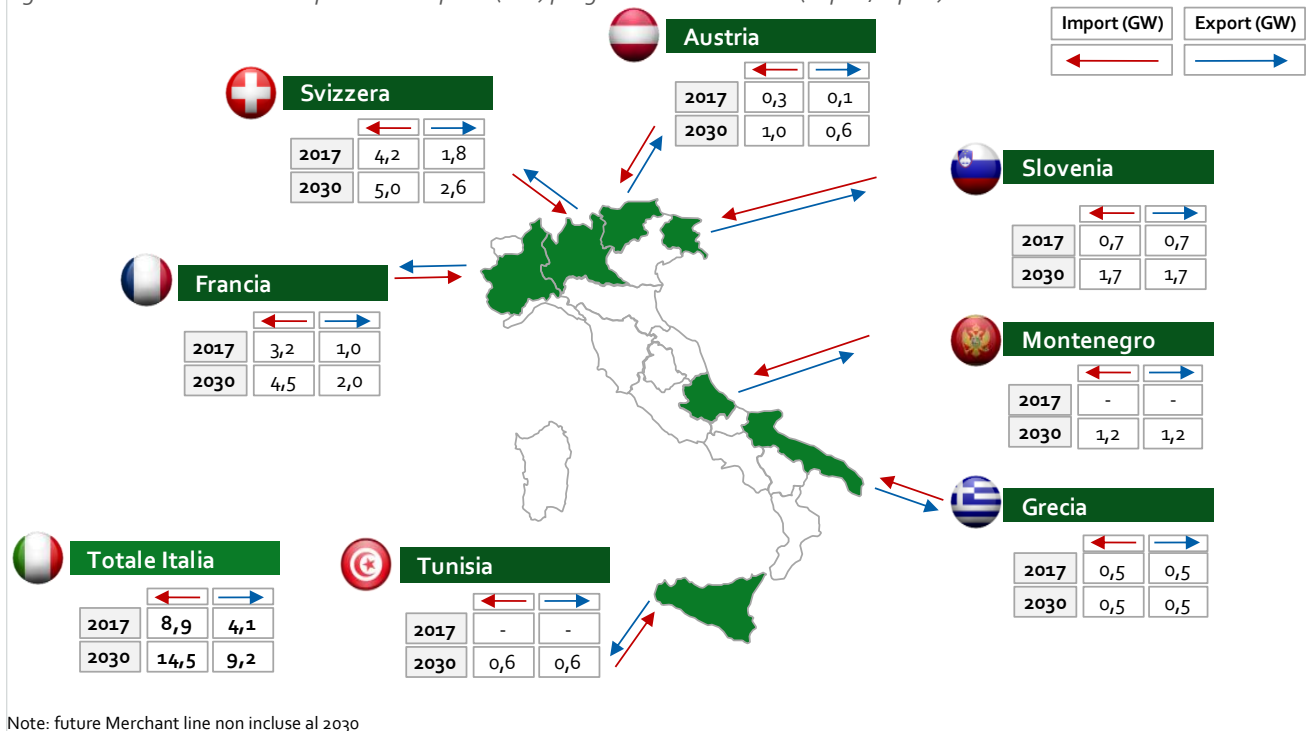 Import (GW) Export (GW)
Austria
2017 0,3 0,1
2030 1,0 0,6
Svizzera
2017 4,2 1,8
2030 5,0 2,6
Slovenia
2017 0,7 0,7
2030 1,7 1,7
Francia
2017 3,2 1,0
2030 4,5 2,0
Montenegro
2017 - -
2030 1,2 1,2
Grecia
2017 0,5 0,5
2030 0,5 0,5
Totale Italia
2017 8,9 4,1
2030 14,5 9,2
Tunisia
2017 - -
2030 0,6 0,6
Note: future Merchant line non incluse al 2030